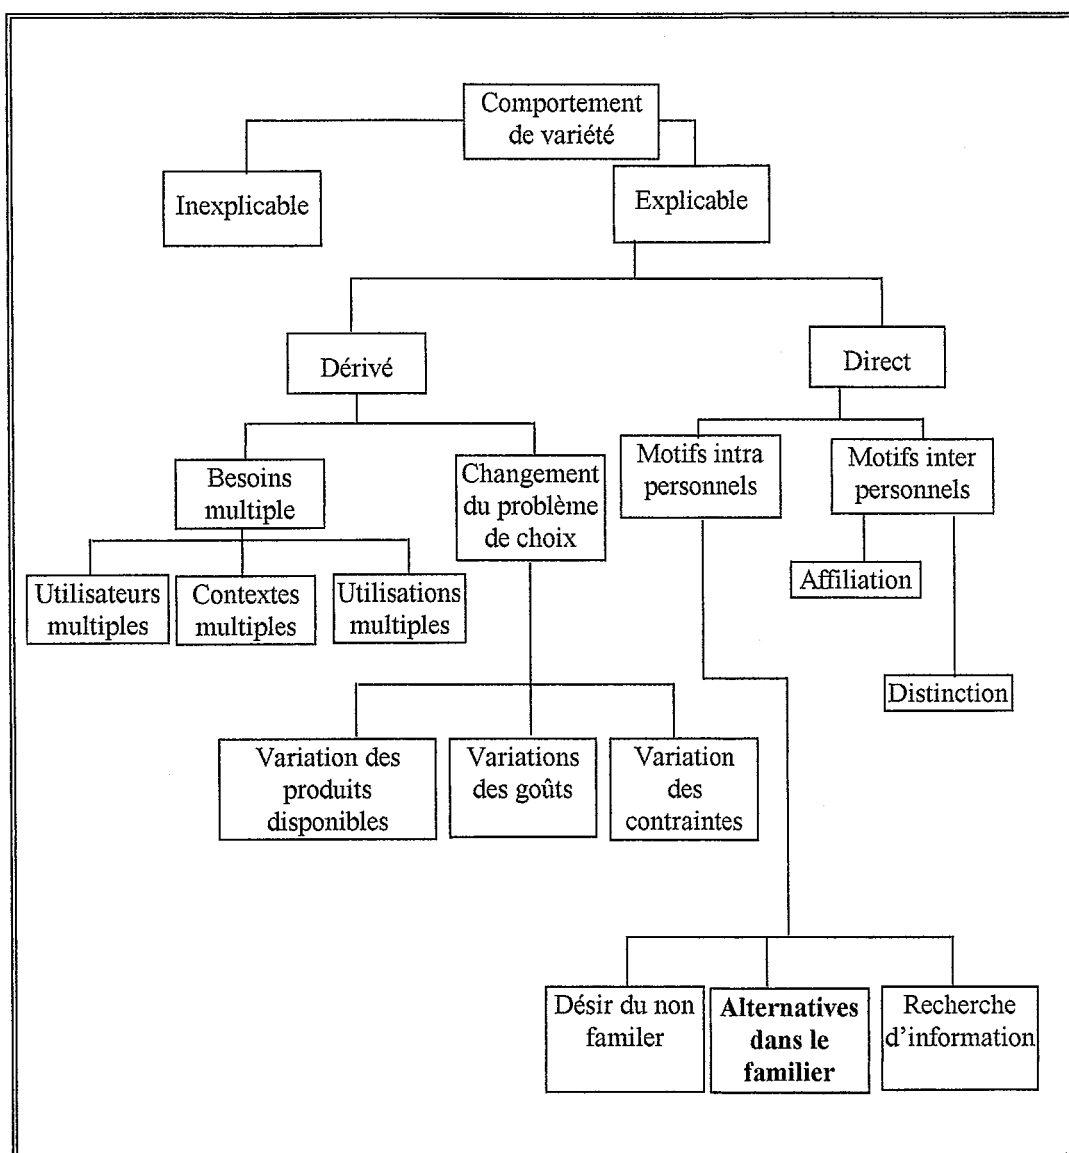 Comportement
de variété
Inexplicable
Explicable
Dérivé
Direct
Besoins
multiple
Changement
du problème
de choix
Motifs intra
personnels
Motifs inter
personnels
Utilisateurs
multiples
Contextes
multiples
Utilisations
multiples
Affiliation
Distinction
Variation des
produits
disponibles
Variations
des goûts
Variation
des
contraintes
Désir du non
familer
Alternatives
dans le
familier
Recherche
d'information